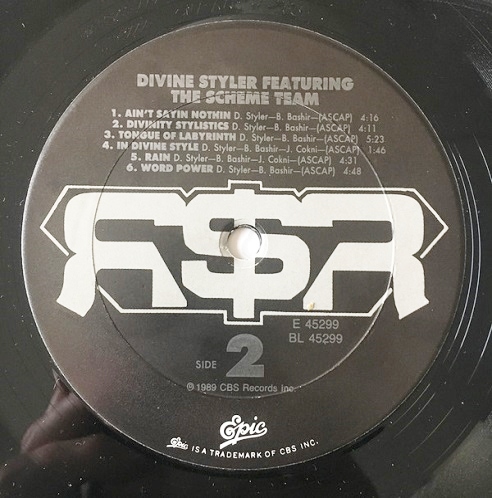 DIVINE STYLER FEATURING
THE SCHEME TEAM
1. AIN'T SAYIN NOTHIN D. Styler—B. Bashir—(ASCAP) 4:16
2. DIVINITY STYLISTICS D. Styler—B. Bashir—(ASCAP) 4:11
3. TONGUE OF LABYRINTH D. Styler—B. Bashir—(ASCAP) 5:23
4. IN DIVINE STYLE D. Styler—B. Bashir—J. Cokni—(ASCAP) 1:46
5. RAIN D. Styler—B. Bashir—J. Cokni—(ASCAP) 4:31
6. WORD POWER D. Styler—B. Bashir—(ASCAP) 4:48
R$R
E 45299
BL 45299
SIDE 2
℗ 1989 CBS Records Inc.
Epic
Epic IS A TRADEMARK OF CBS INC.